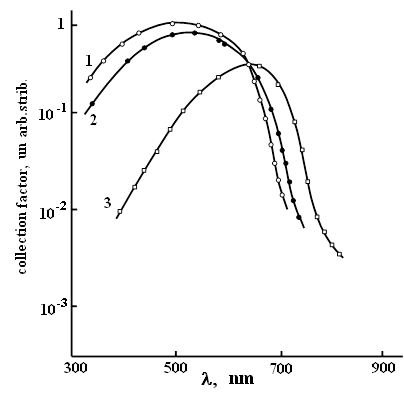 1
10-1
10-2
10-3
collection factor, un arb.strib.
1
2
3
300 500 700 900
λ, nm